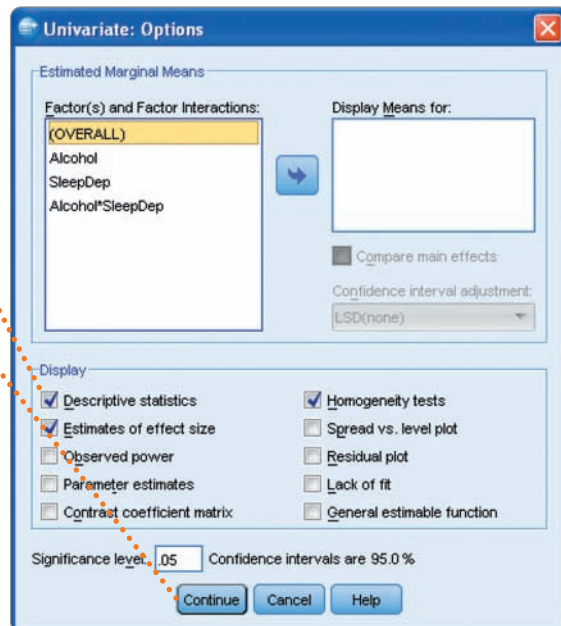 Univariate: Options
Estimated Marginal Means
Factor(s) and Factor Interactions:
(OVERALL)
Alcohol
SleepDep
Alcohol*SleepDep
Display Means for:
Compare main effects
Confidence interval adjustment:
LSD(none)
Display
Descriptive statistics
Estimates of effect size
Observed power
Parameter estimates
Contrast coefficient matrix
Homogeneity tests
Spread vs. level plot
Residual plot
Lack of fit
General estimable function
Significance level: .05 Confidence intervals are 95.0 %
Continue Cancel Help